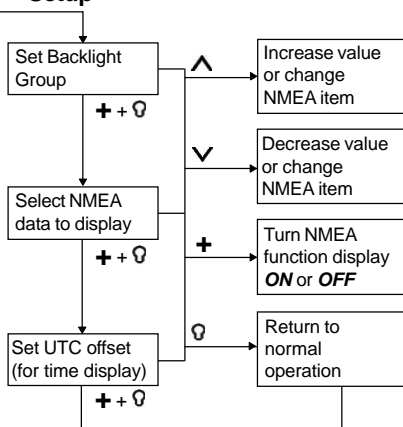 Set Backlight
Group
+ +
Select NMEA
data to display
+ +
Set UTC offset
(for time display)
+ +
Increase value
or change
NMEA item
Decrease value
or change
NMEA item
+
Turn NMEA
function display
ON or OFF
Return to
normal
operation